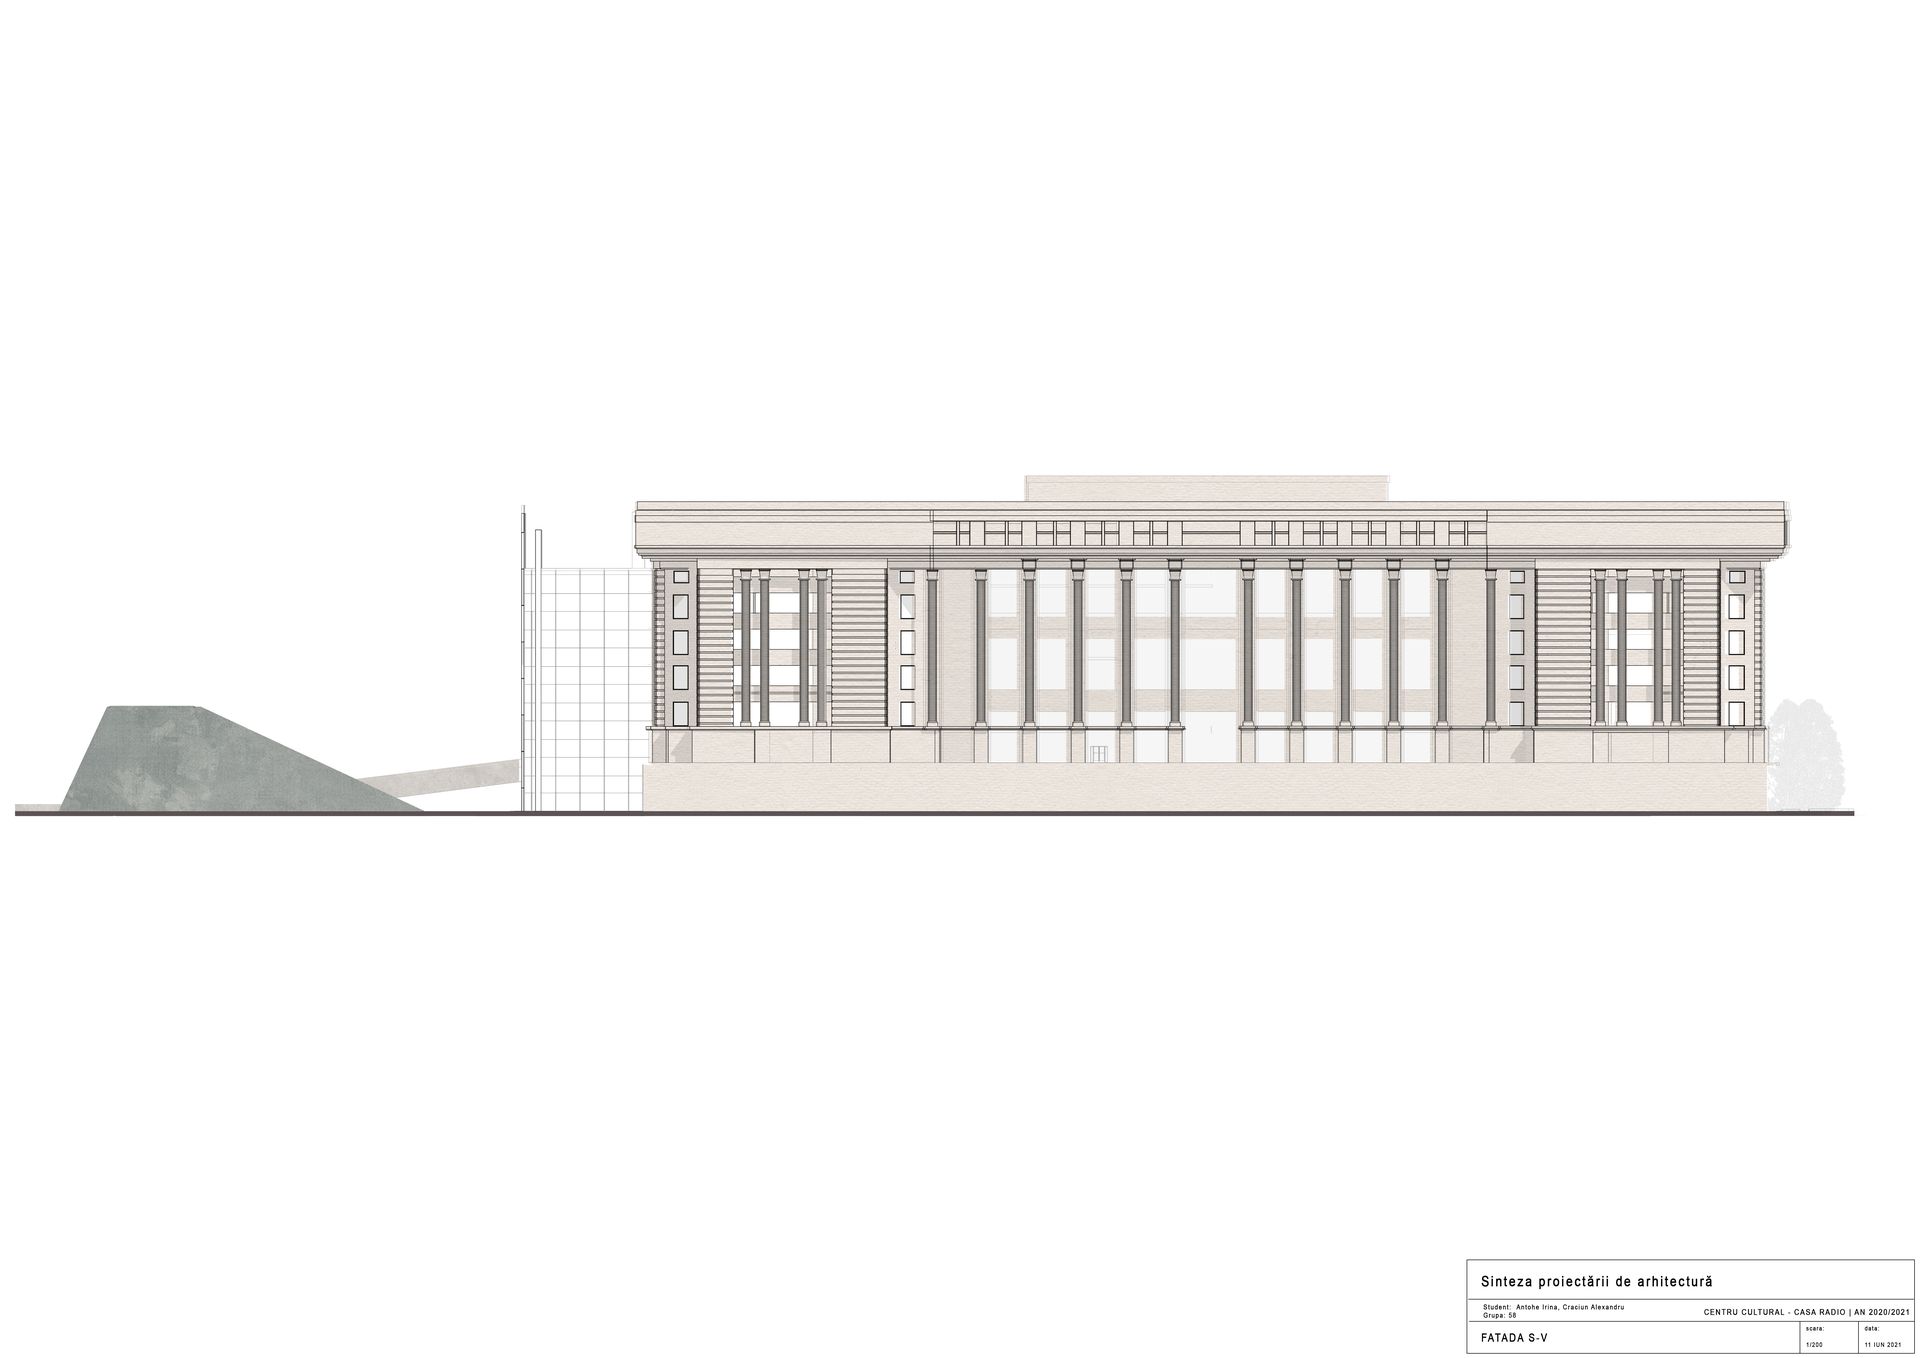 Sinteza proiectării de arhitectură
Student: Antohe Irina, Craciun Alexandru
Grupa: 58
CENTRU CULTURAL - CASA RADIO | AN 2020/2021
FATADA S-V
scara:
1/200
data:
11 IUN 2021